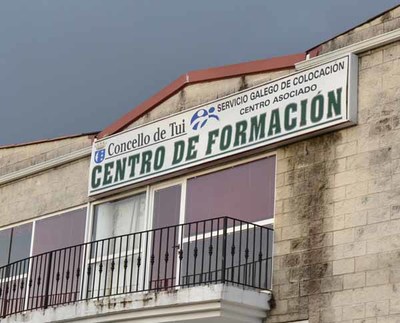 Concello de Tui
SERVICIO GALEGO DE COLOCACIÓN
CENTRO ASOCIADO
CENTRO DE FORMACIÓN